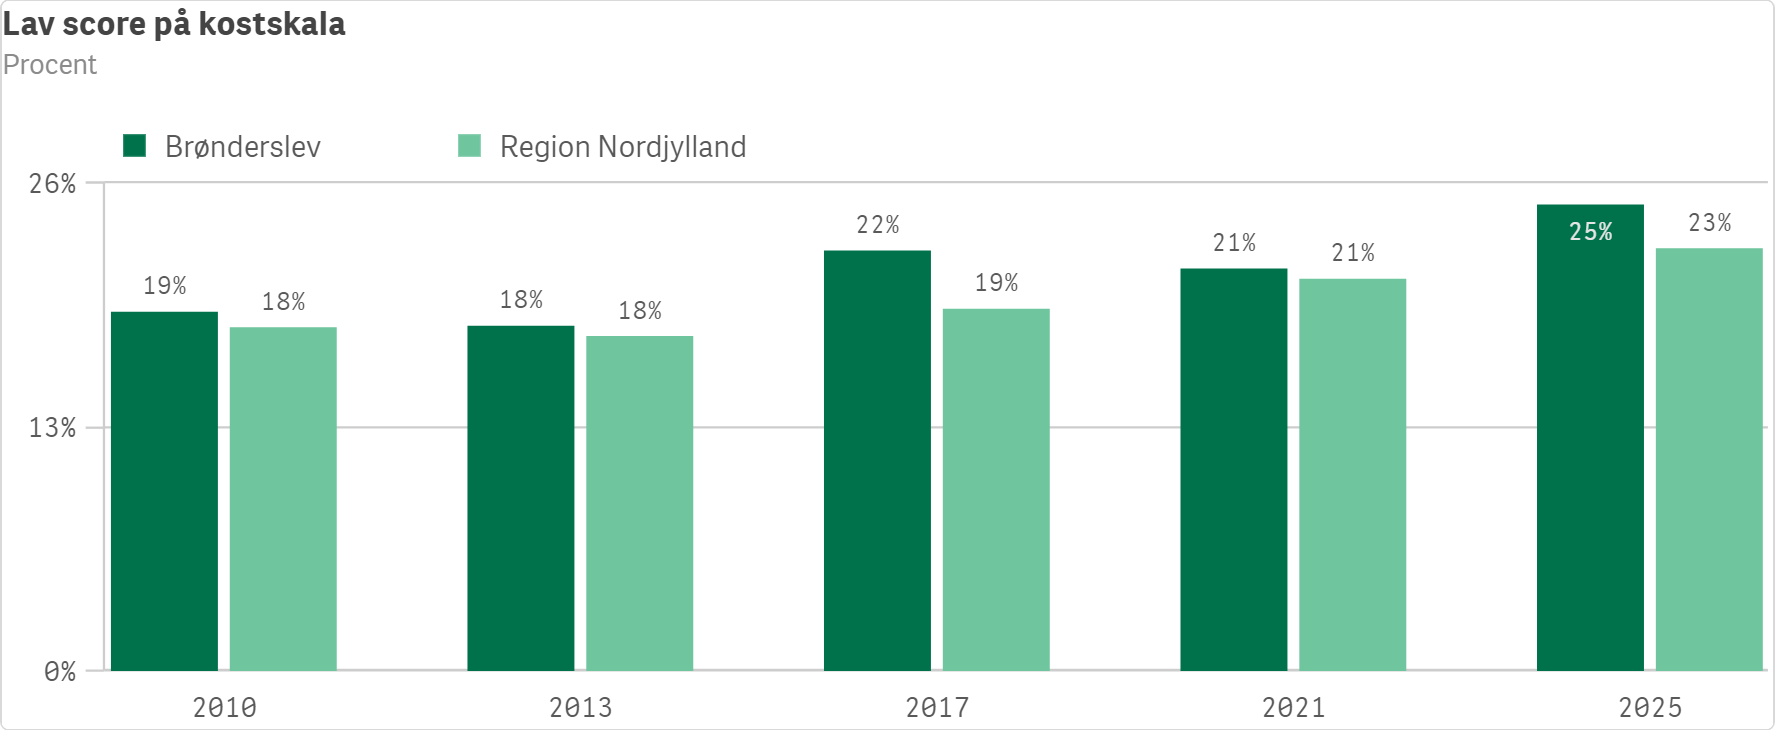 Lav score på kostskala
Procent
Brønderslev Region Nordjylland
26%
13%
0%
19% 18% 18% 18% 22% 19% 21% 21% 25% 23%
2010 2013 2017 2021 2025